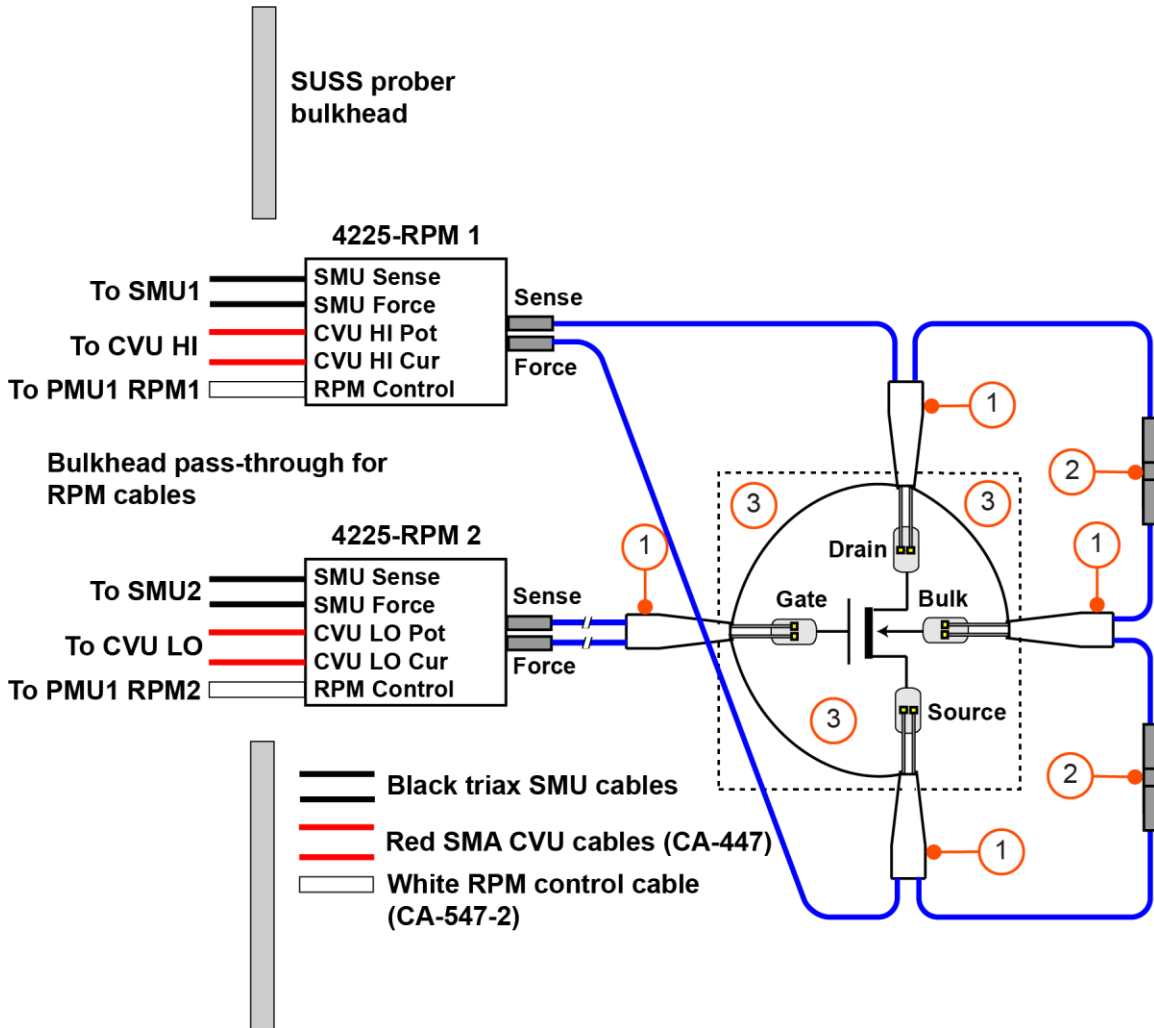 SUSS prober
bulkhead
4225-RPM 1
To SMU1
To CVU HI
To PMU1 RPM1
SMU Sense
SMU Force
CVU HI Pot
CVU HI Cur
RPM Control
Sense
Force
Bulkhead pass-through for
RPM cables
4225-RPM 2
To SMU2
To CVU LO
To PMU1 RPM2
SMU Sense
SMU Force
CVU LO Pot
CVU LO Cur
RPM Control
Sense
Force
1
1
2
3
3
1
Drain
Gate
Bulk
3
Source
2
1
Black triax SMU cables
Red SMA CVU cables (CA-447)
White RPM control cable
(CA-547-2)